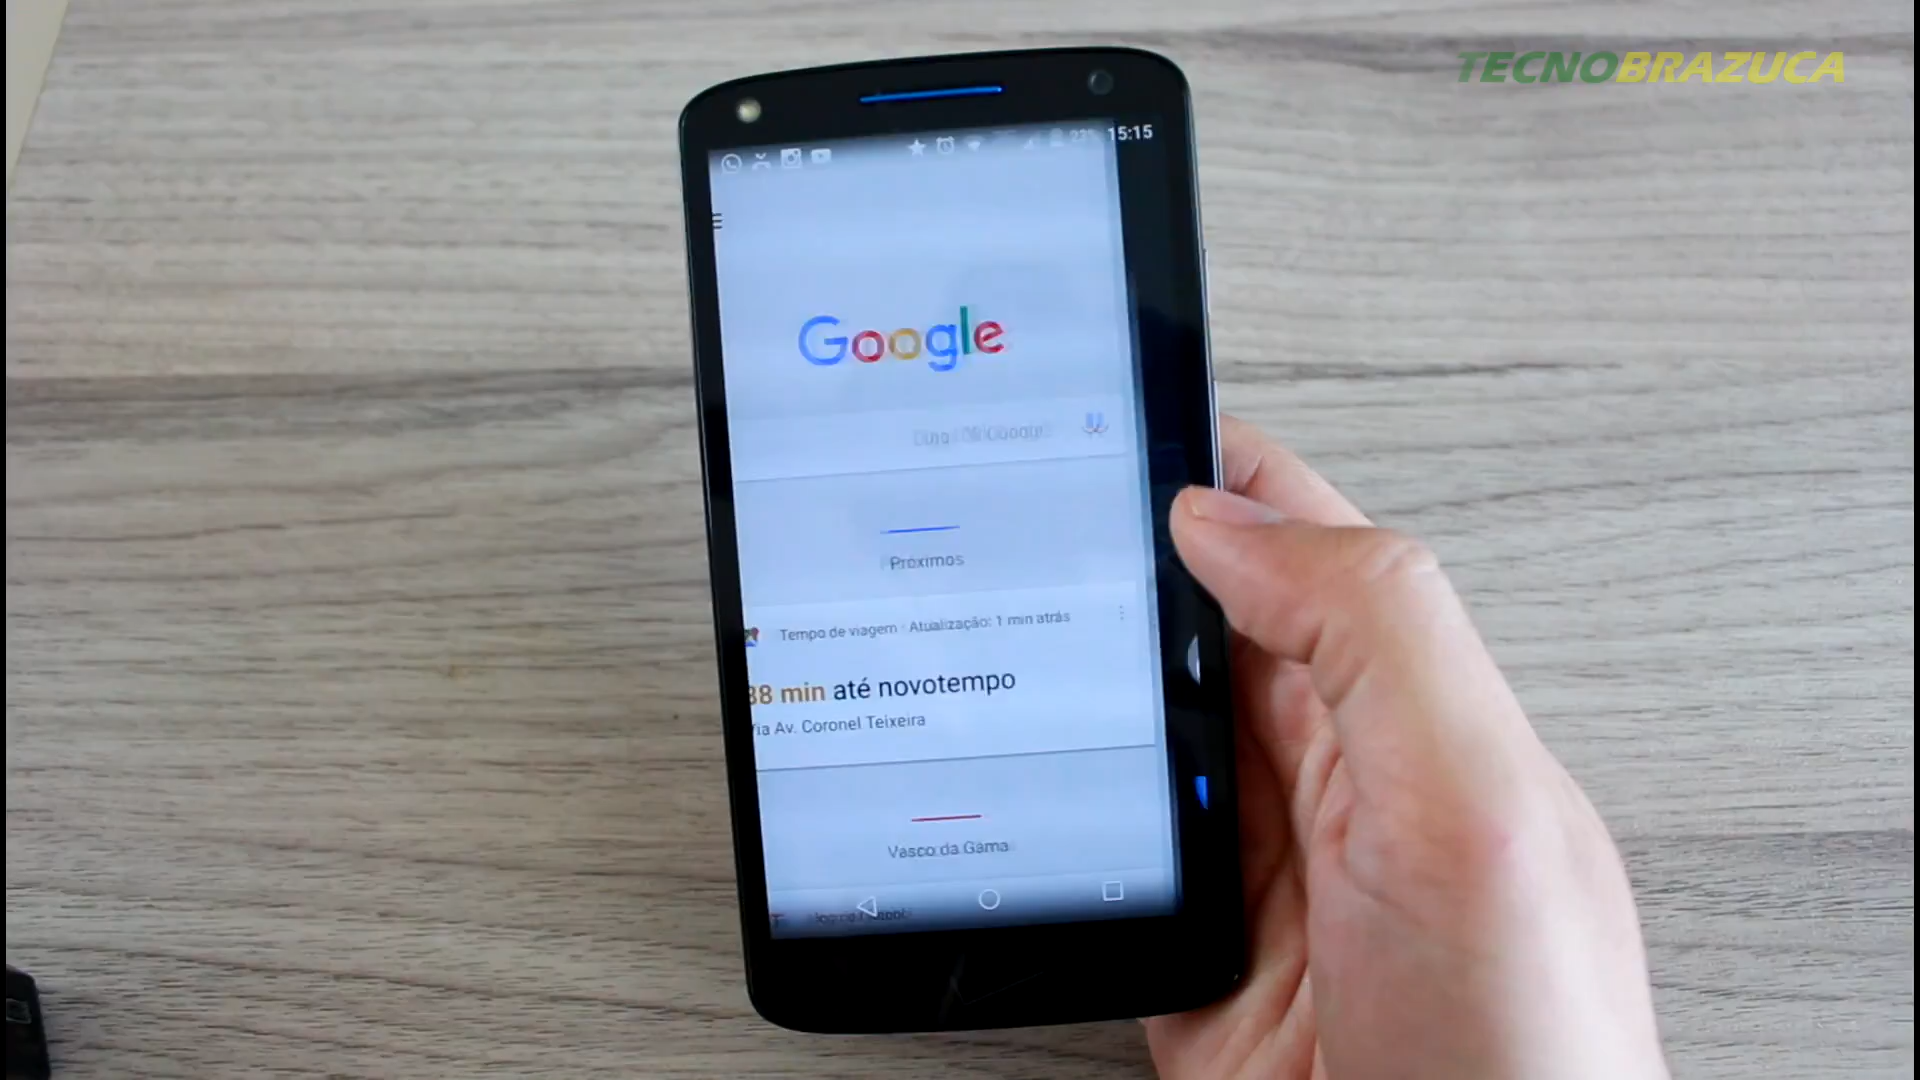 TECNOBRAZUCA
23% 15:15
Google
Próximos
Tempo de viagem · Atualização: 1 min atrás
38 min até novotempo
Via Av. Coronel Teixeira
Vasco da Gama